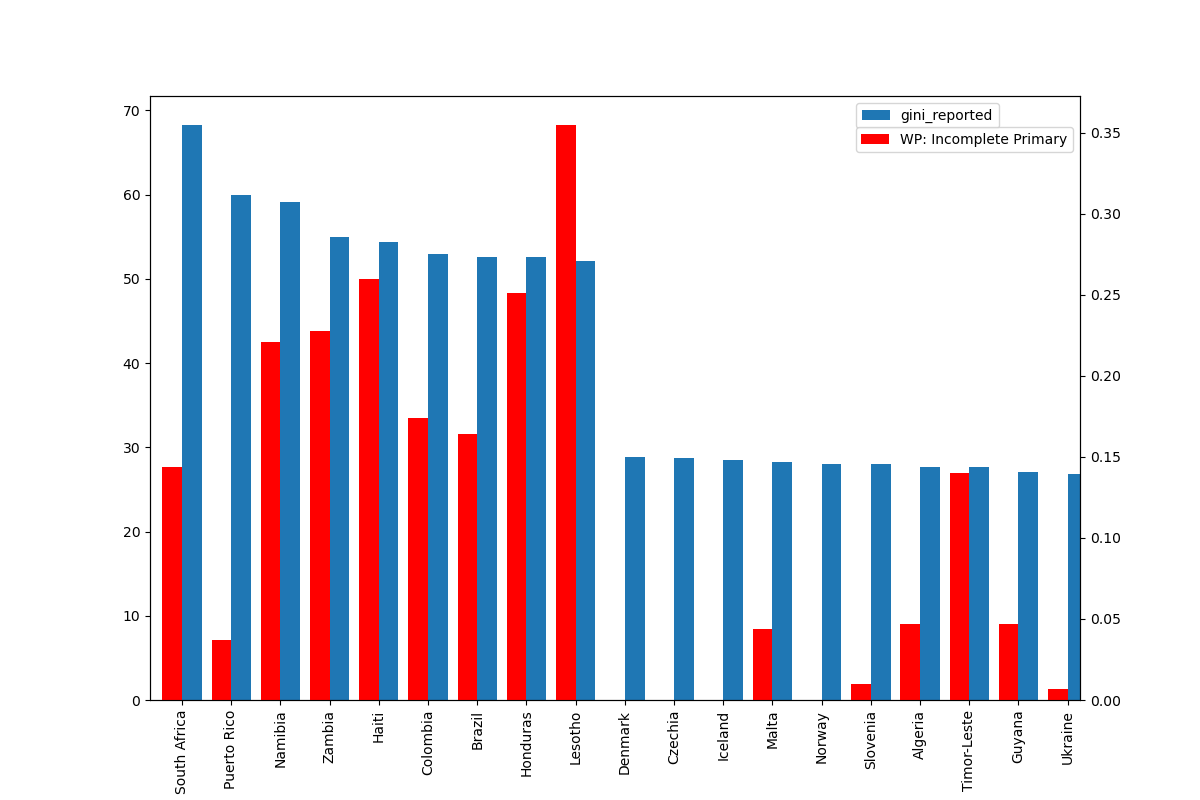 gini_reported
WP: Incomplete Primary
70
60
50
40
30
20
10
0
0.35
0.30
0.25
0.20
0.15
0.10
0.05
0.00
South Africa
Puerto Rico
Namibia
Zambia
Haiti
Colombia
Brazil
Honduras
Lesotho
Denmark
Czechia
Iceland
Malta
Norway
Slovenia
Algeria
Timor-Leste
Guyana
Ukraine